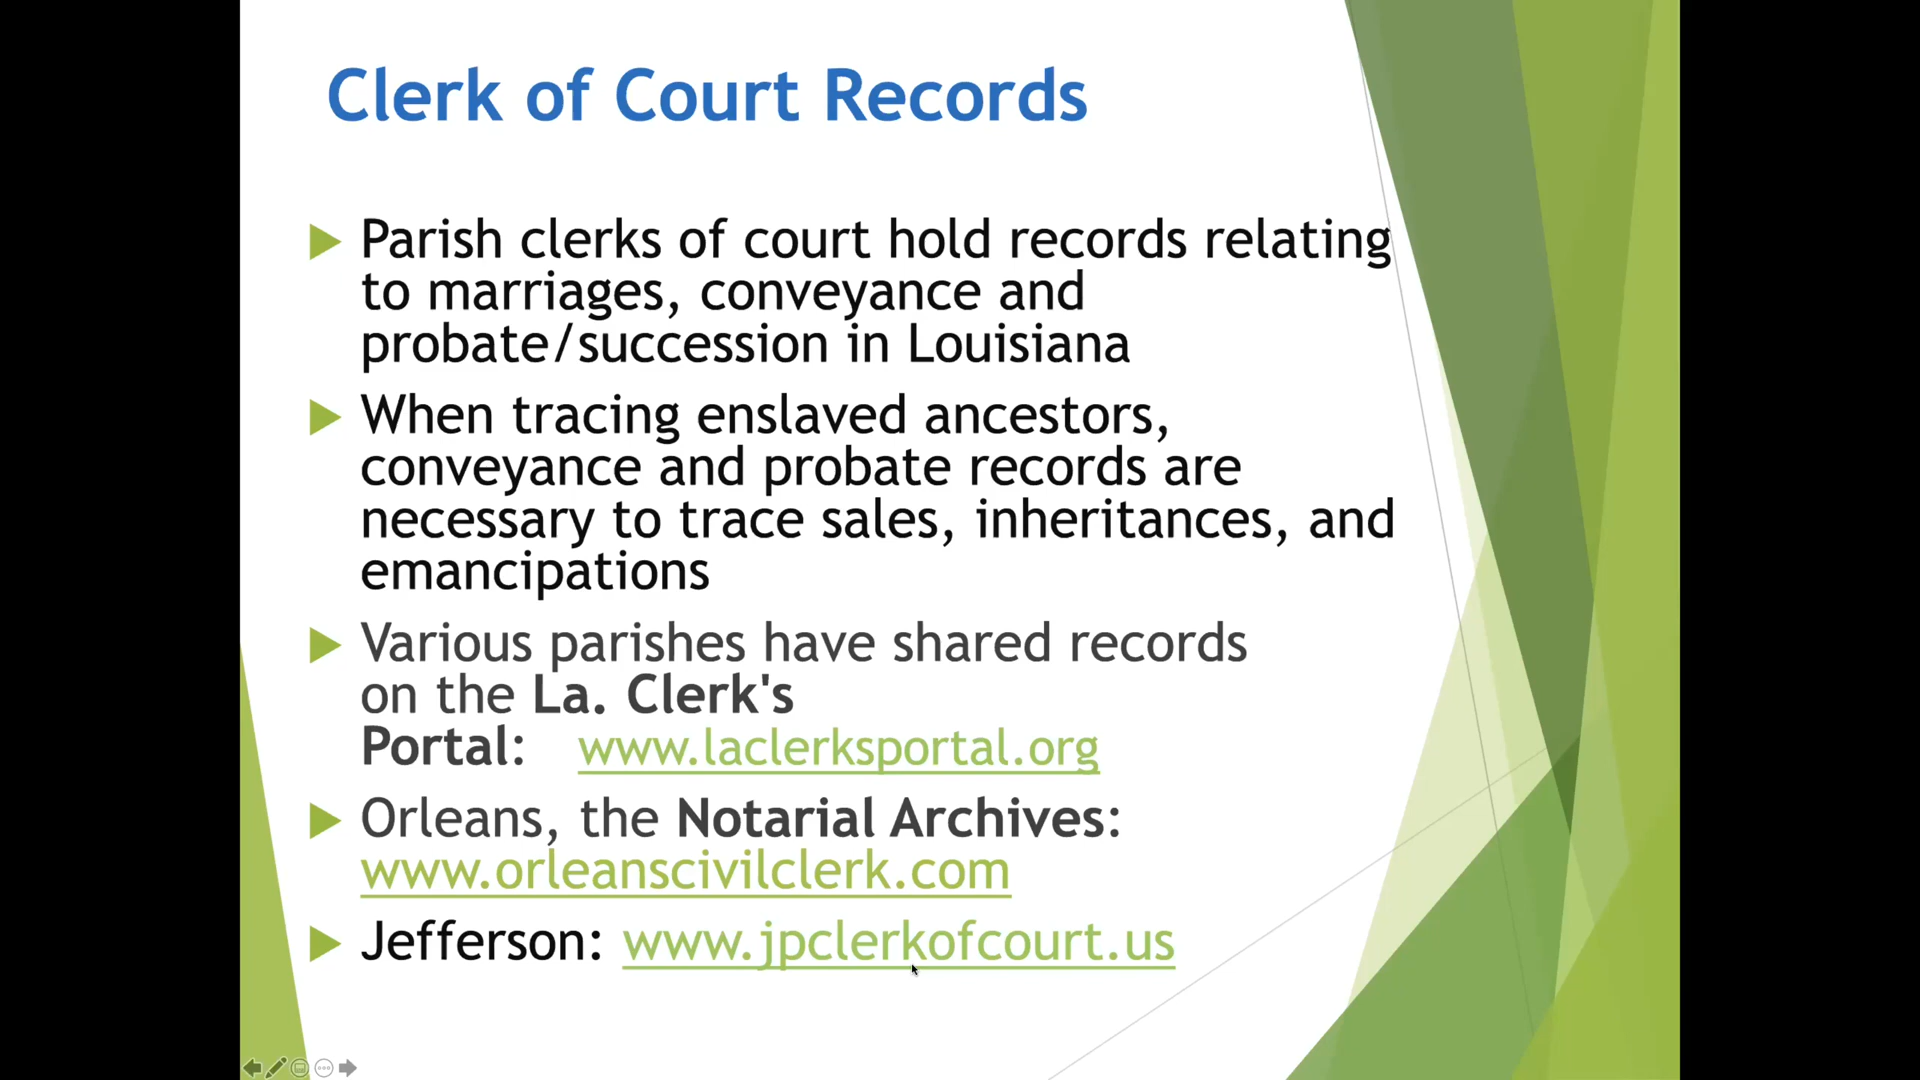 Clerk of Court Records
Parish clerks of court hold records relating
to marriages, conveyance and
probate/succession in Louisiana
When tracing enslaved ancestors,
conveyance and probate records are
necessary to trace sales, inheritances, and
emancipations
Various parishes have shared records
on the La. Clerk's
Portal: www.laclerksportal.org
Orleans, the Notarial Archives:
www.orleanscivilclerk.com
Jefferson: www.jpclerkofcourt.us